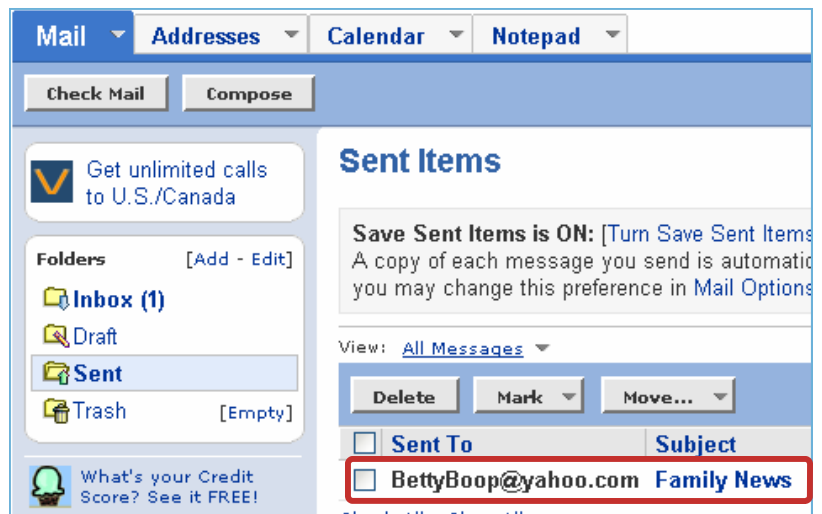 Mail Addresses Calendar Notepad
Check Mail Compose
Get unlimited calls
to U.S./Canada
Folders [Add - Edit]
Inbox (1)
Draft
Sent
Trash [Empty]
What's your Credit
Score? See it FREE!
Sent Items
Save Sent Items is ON: [Turn Save Sent Items
A copy of each message you send is automatic
you may change this preference in Mail Options
View: All Messages
Delete Mark Move...
Sent To Subject
BettyBoop@yahoo.com Family News